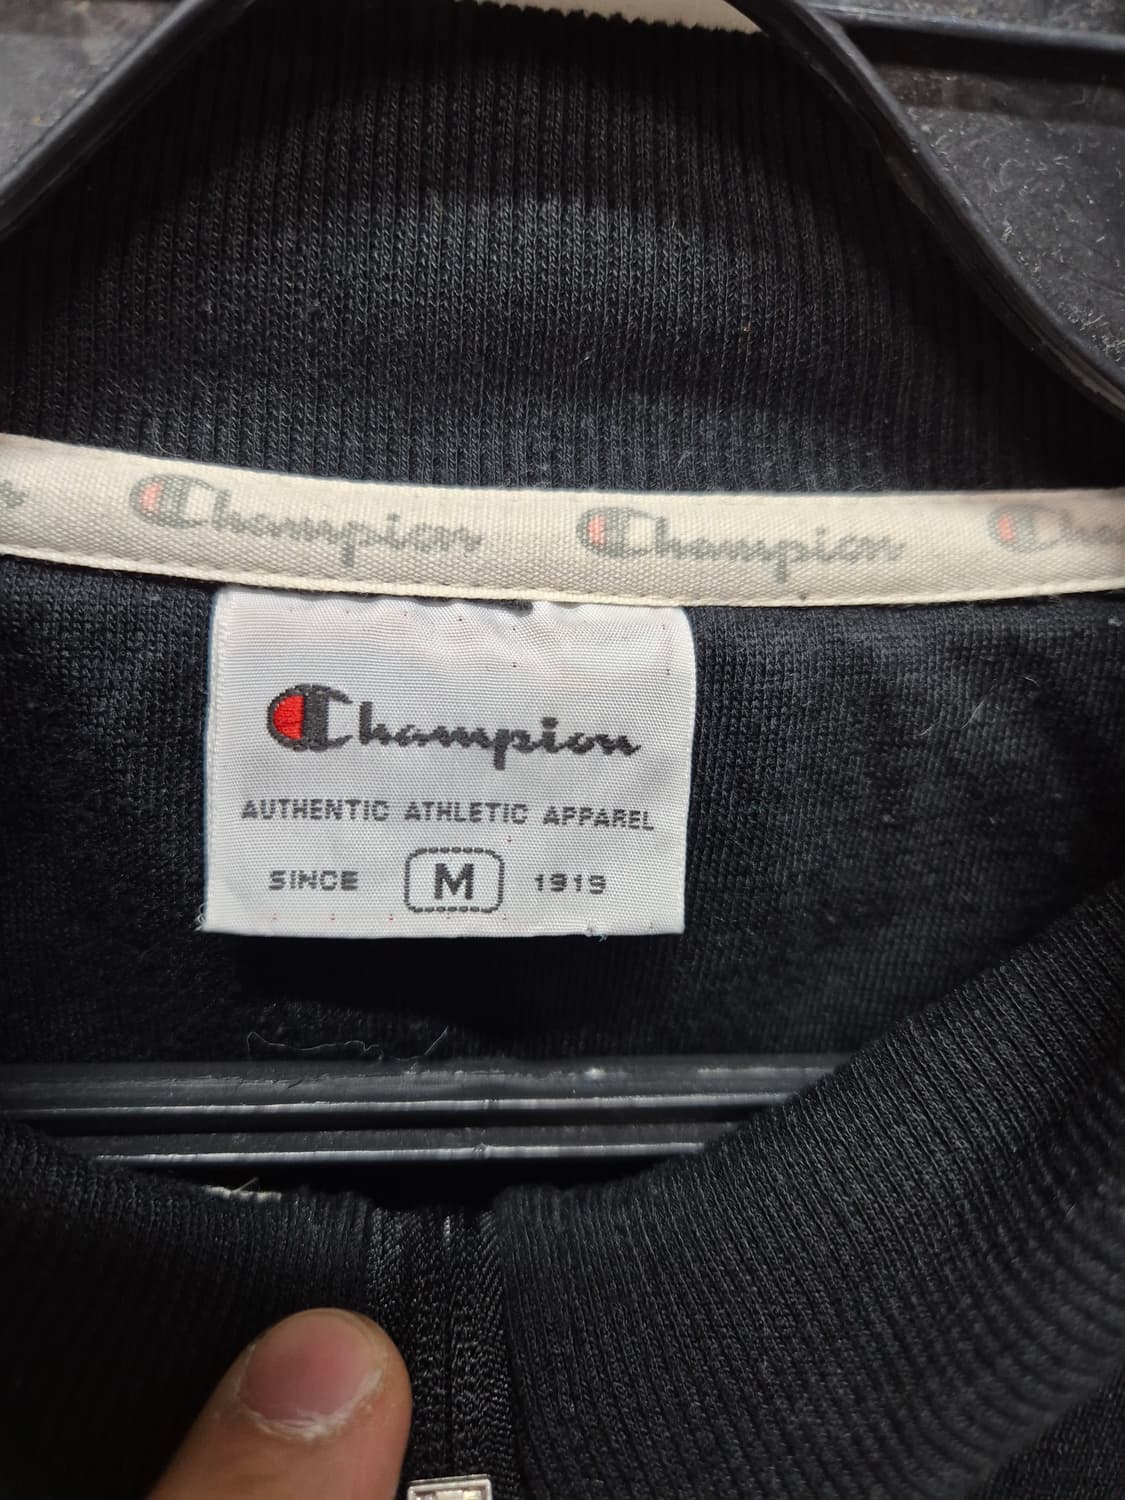 Champion Champion
Champion
AUTHENTIC ATHLETIC APPAREL
SINCE M 1919